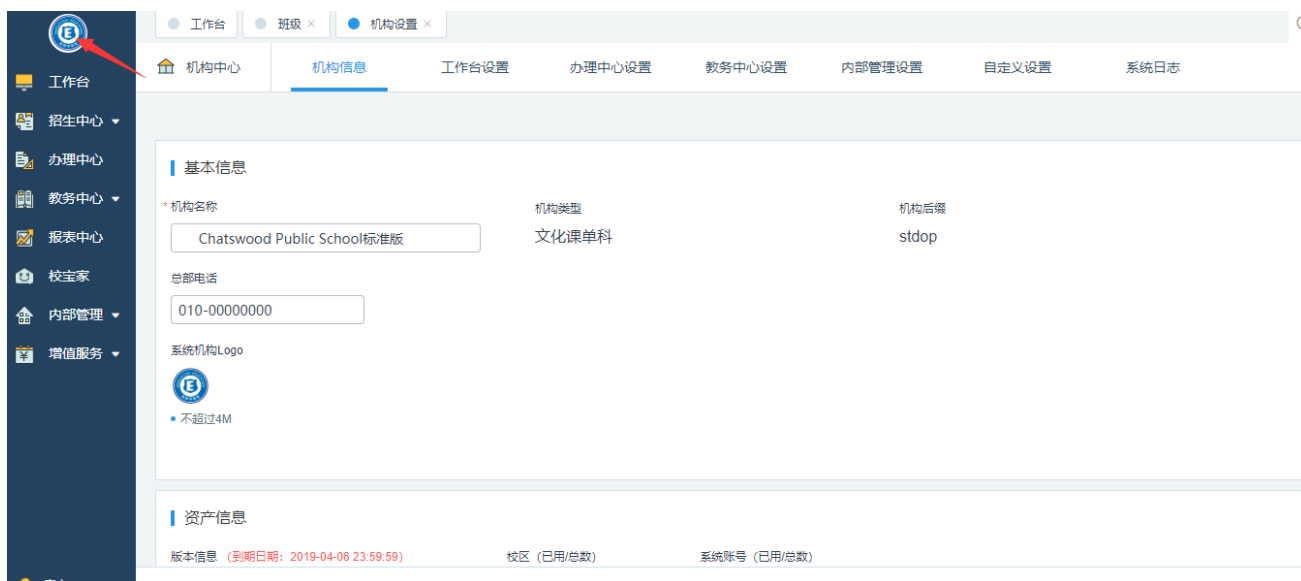 工作台 班级 × 机构设置 ×
机构中心 机构信息 工作台设置 办理中心设置 教务中心设置 内部管理设置 自定义设置 系统日志
工作台
招生中心
办理中心
教务中心
报表中心
校宝家
内部管理
增值服务
基本信息
*机构名称 机构类型 机构后缀
Chatswood Public School标准版 文化课单科 stdop
总部电话
010-00000000
系统机构Logo
E
• 不超过4M
资产信息
版本信息 (到期日期：2019-04-06 23:59:59) 校区 (已用/总数) 系统账号 (已用/总数)